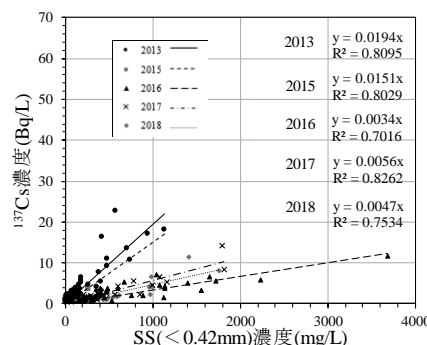 70
60
50
40
30
20
10
0
0 1000 2000 3000 4000
¹³⁷Cs濃度(Bq/L)
SS(<0.42mm)濃度(mg/L)
2013
2015
2016
2017
2018
2013 y = 0.0194x
R² = 0.8095
2015 y = 0.0151x
R² = 0.8029
2016 y = 0.0034x
R² = 0.7016
2017 y = 0.0056x
R² = 0.8262
2018 y = 0.0047x
R² = 0.7534